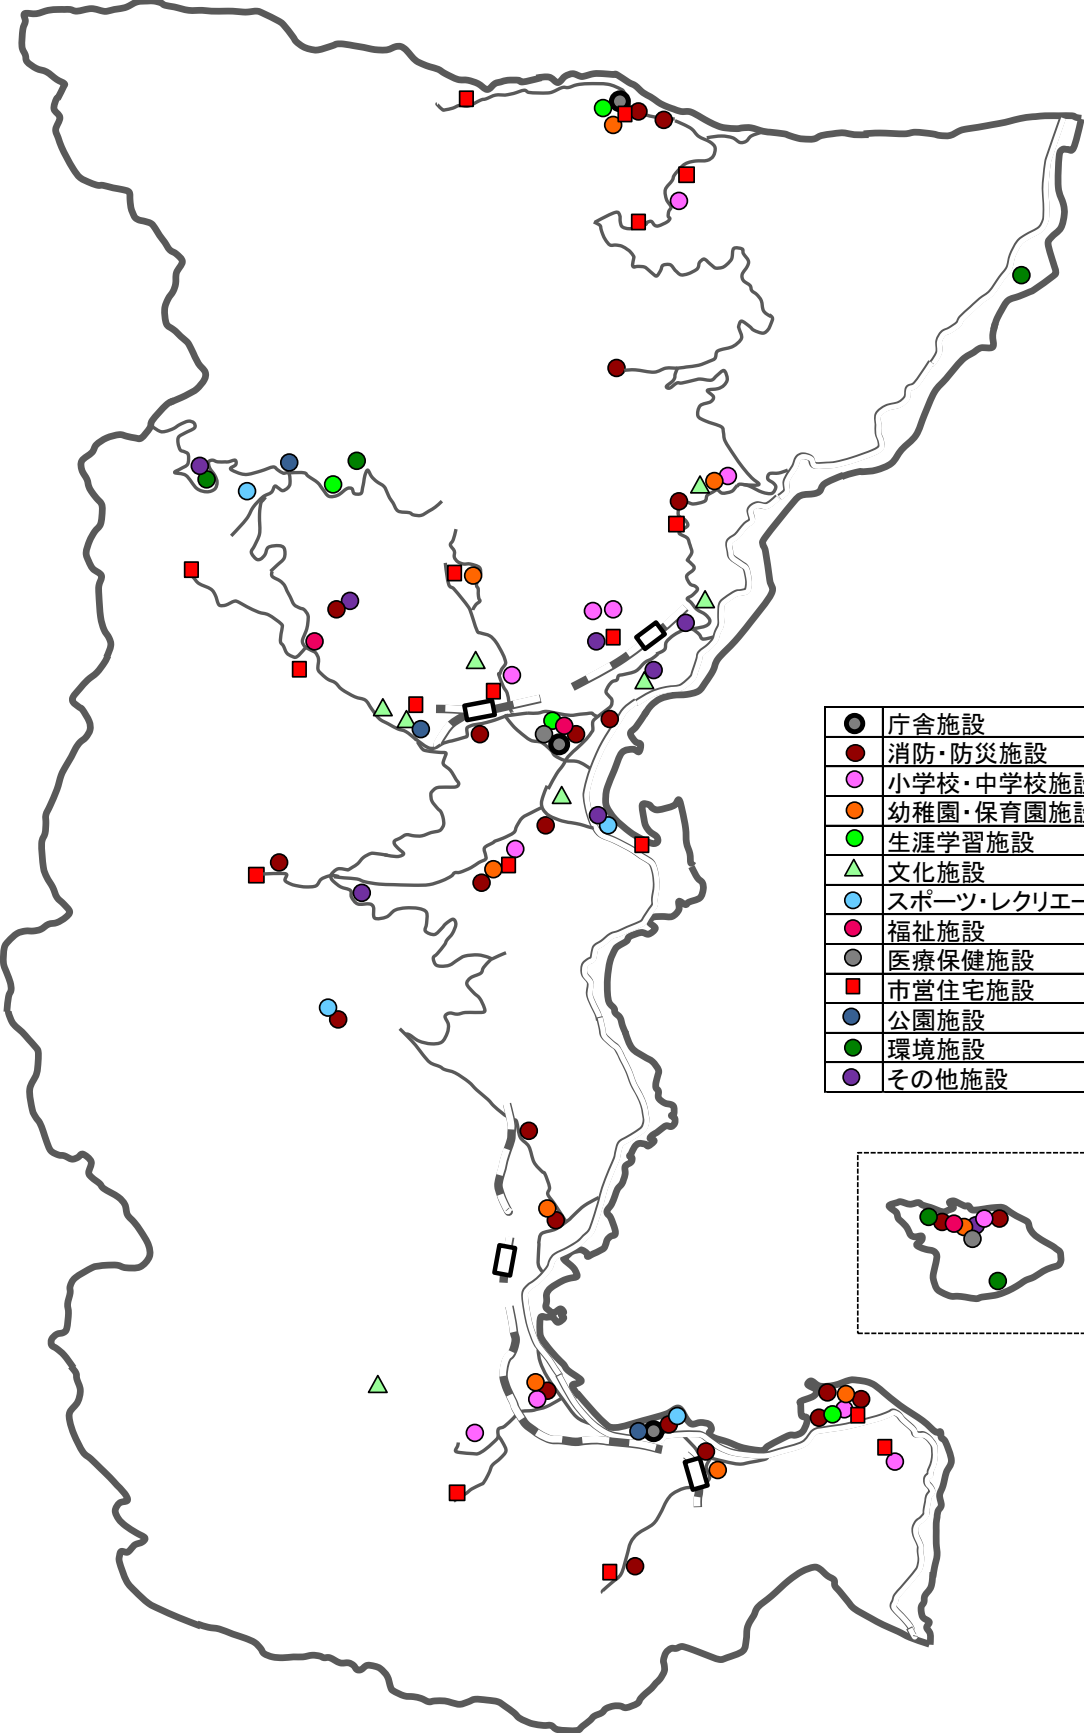 庁舎施設
消防・防災施設
小学校・中学校施設
幼稚園・保育園施設
生涯学習施設
文化施設
スポーツ・レクリエー
福祉施設
医療保健施設
市営住宅施設
公園施設
環境施設
その他施設